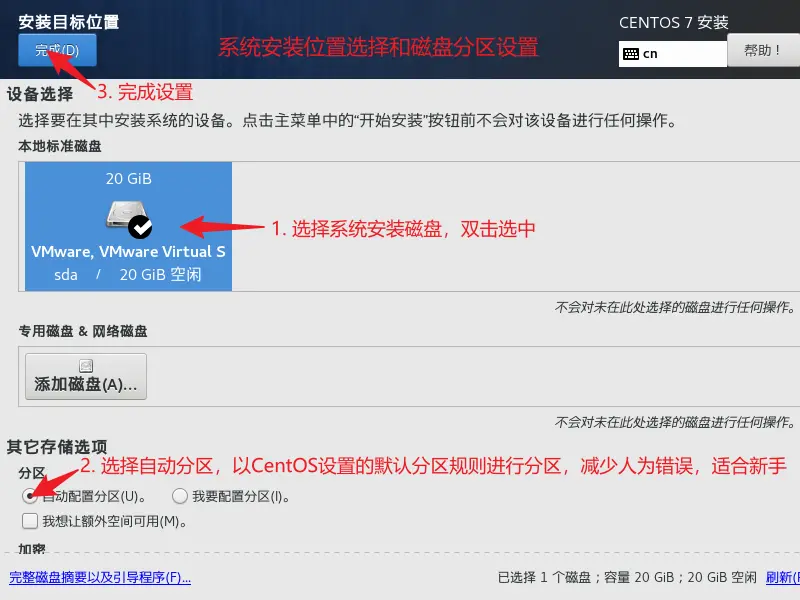 安装目标位置
CENTOS 7 安装
完成(D)
系统安装位置选择和磁盘分区设置
cn
帮助！
3. 完成设置
设备选择
选择要在其中安装系统的设备。点击主菜单中的“开始安装”按钮前不会对该设备进行任何操作。
本地标准磁盘
20 GiB
1. 选择系统安装磁盘，双击选中
VMware, VMware Virtual S
sda / 20 GiB 空闲
不会对未在此处选择的磁盘进行任何操作。
专用磁盘 & 网络磁盘
添加磁盘(A)...
不会对未在此处选择的磁盘进行任何操作。
其它存储选项
2. 选择自动分区，以CentOS设置的默认分区规则进行分区，减少人为错误，适合新手
分区
自动配置分区(U)。 我要配置分区(I)。
我想让额外空间可用(M)。
加密
完整磁盘摘要以及引导程序(F)...
已选择 1 个磁盘；容量 20 GiB；20 GiB 空闲 刷新(